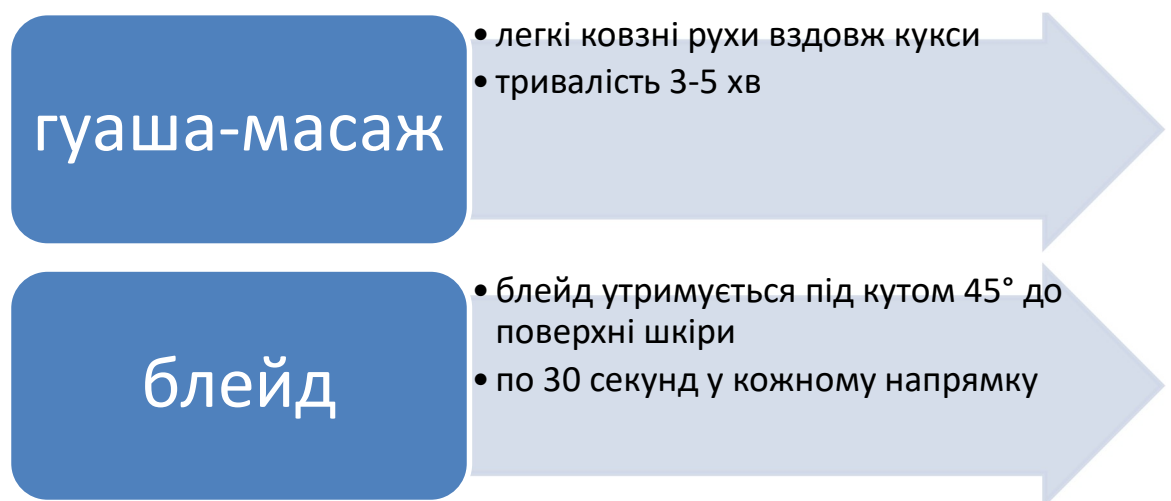 гуаша-масаж
• легкі ковзні рухи вздовж кукси
• тривалість 3-5 хв
блейд
• блейд утримується під кутом 45° до
поверхні шкіри
• по 30 секунд у кожному напрямку